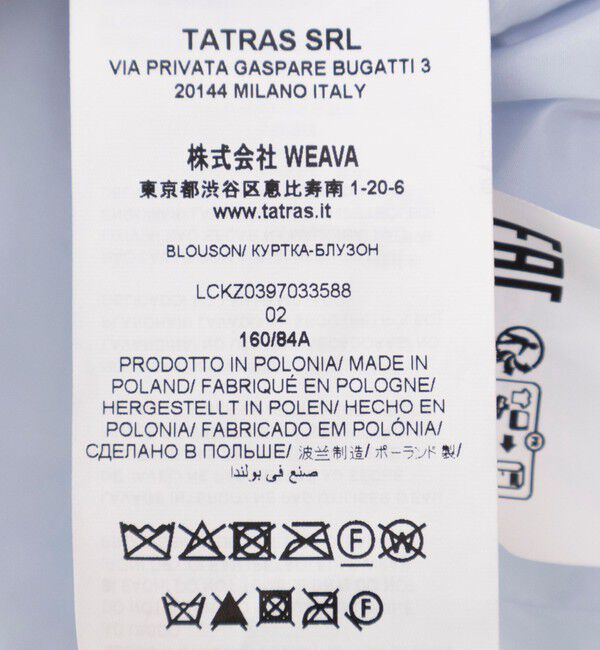 TATRAS SRL
VIA PRIVATA GASPARE BUGATTI 3
20144 MILANO ITALY
株式会社 WEAVA
東京都渋谷区恵比寿南 1-20-6
www.tatras.it
BLOUSON/ КУРТКА-БЛУЗОН
LCKZ0397033588
02
160/84A
PRODOTTO IN POLONIA/ MADE IN
POLAND/ FABRIQUÉ EN POLOGNE/
HERGESTELLT IN POLEN/ HECHO EN
POLONIA/ FABRICADO EM POLÓNIA/
СДЕЛАНО В ПОЛЬШЕ/ 波兰制造/ ポーランド 製/
صنع في بولندا
F W
F
EAC